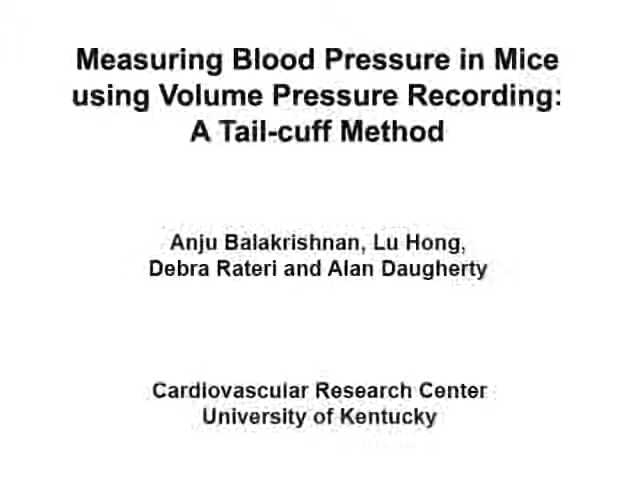 Measuring Blood Pressure in Mice
using Volume Pressure Recording:
A Tail-cuff Method
Anju Balakrishnan, Lu Hong,
Debra Rateri and Alan Daugherty
Cardiovascular Research Center
University of Kentucky